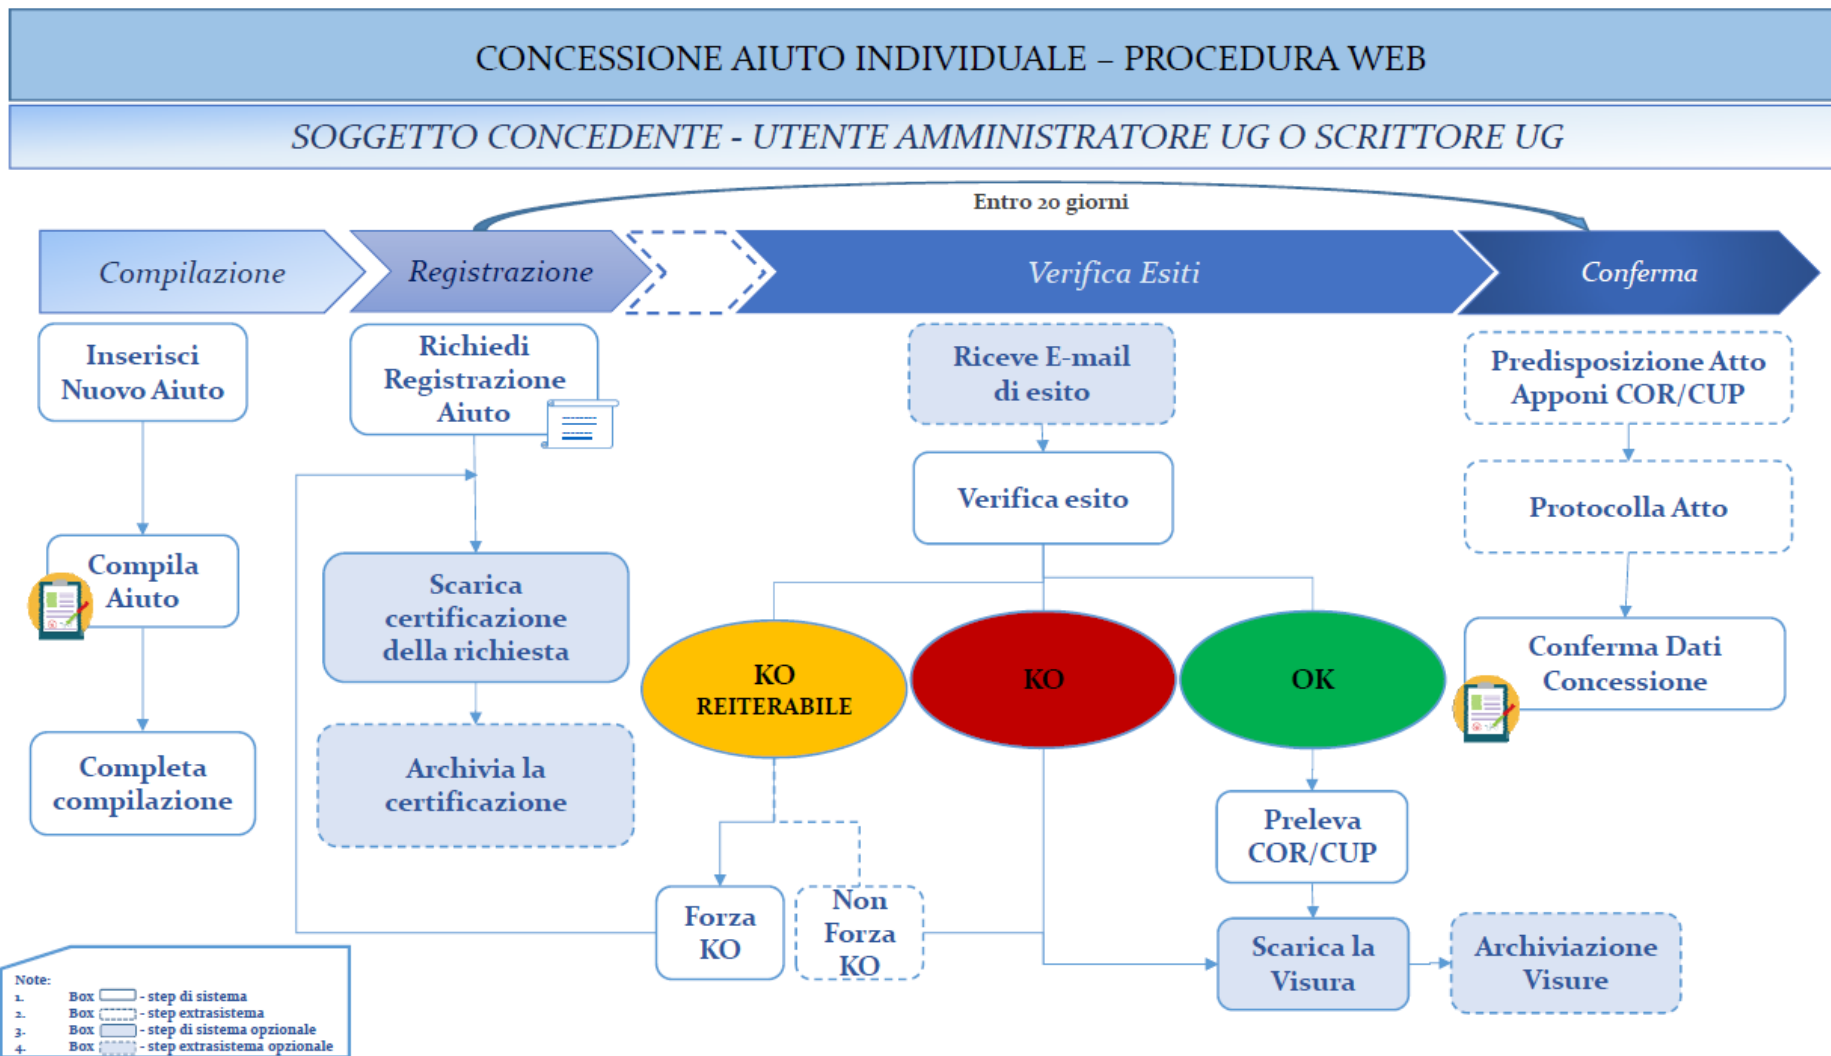 CONCESSIONE AIUTO INDIVIDUALE – PROCEDURA WEB
SOGGETTO CONCEDENTE - UTENTE AMMINISTRATORE UG O SCRITTORE UG
Entro 20 giorni
Compilazione
Registrazione
Verifica Esiti
Conferma
Inserisci
Nuovo Aiuto
Compila
Aiuto
Completa
compilazione
Richiedi
Registrazione
Aiuto
Scarica
certificazione
della richiesta
Archivia la
certificazione
Riceve E-mail
di esito
Verifica esito
KO
REITERABILE
KO
OK
Forza
KO
Non
Forza
KO
Preleva
COR/CUP
Scarica la
Visura
Archiviazione
Visure
Predisposizione Atto
Apponi COR/CUP
Protocolla Atto
Conferma Dati
Concessione
Note:
1. Box - step di sistema
2. Box - step extrasistema
3. Box - step di sistema opzionale
4. Box - step extrasistema opzionale